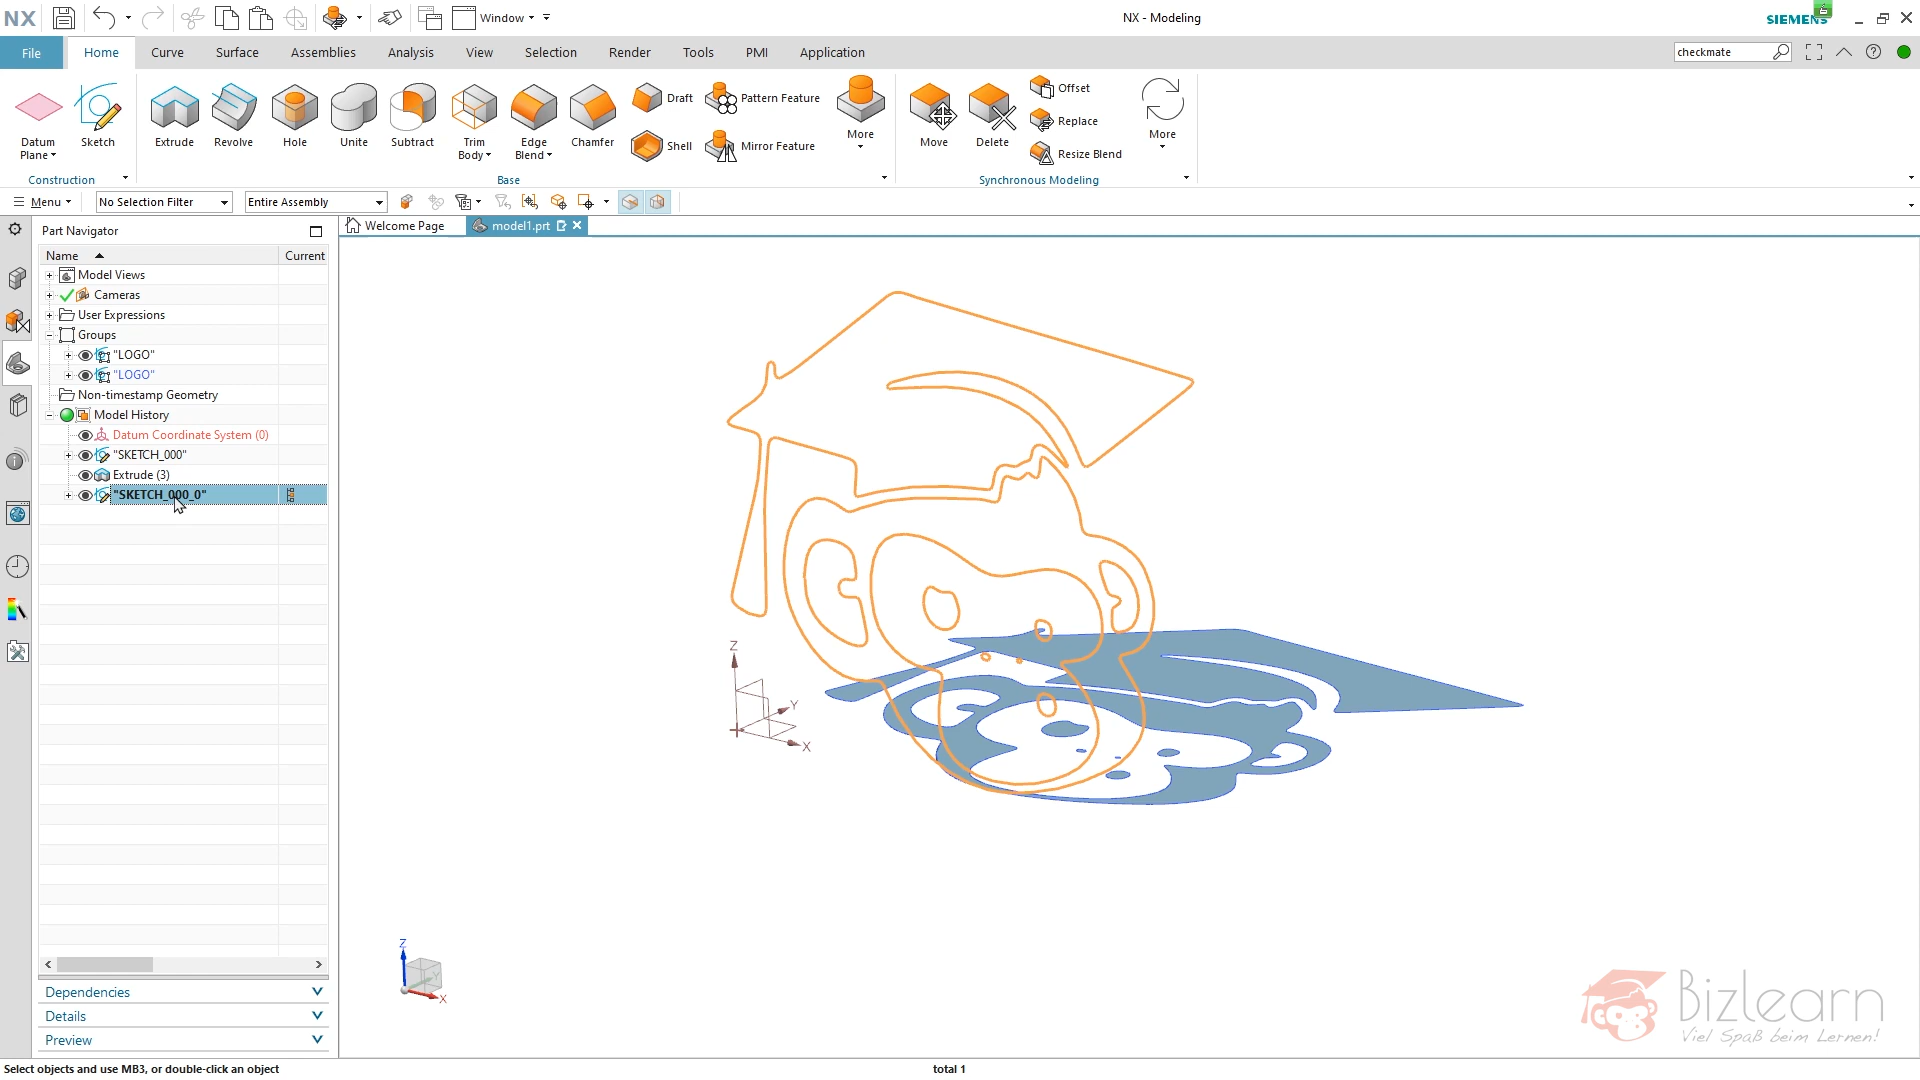 NX
Window
NX - Modeling
SIEMENS
File
Home
Curve
Surface
Assemblies
Analysis
View
Selection
Render
Tools
PMI
Application
checkmate
Datum
Plane
Sketch
Extrude
Revolve
Hole
Unite
Subtract
Trim
Body
Edge
Blend
Chamfer
Draft
Shell
Pattern Feature
Mirror Feature
More
Move
Delete
Offset
Replace
Resize Blend
More
Construction
Base
Synchronous Modeling
Menu
No Selection Filter
Entire Assembly
Part Navigator
Welcome Page
model1.prt
Name
Current
Model Views
Cameras
User Expressions
Groups
"LOGO"
"LOGO"
Non-timestamp Geometry
Model History
Datum Coordinate System (0)
"SKETCH_000"
Extrude (3)
"SKETCH_000_0"
Z
Y
X
Z
Y
X
Dependencies
Details
Preview
Bizlearn
Viel Spaß beim Lernen!
Select objects and use MB3, or double-click an object
total 1